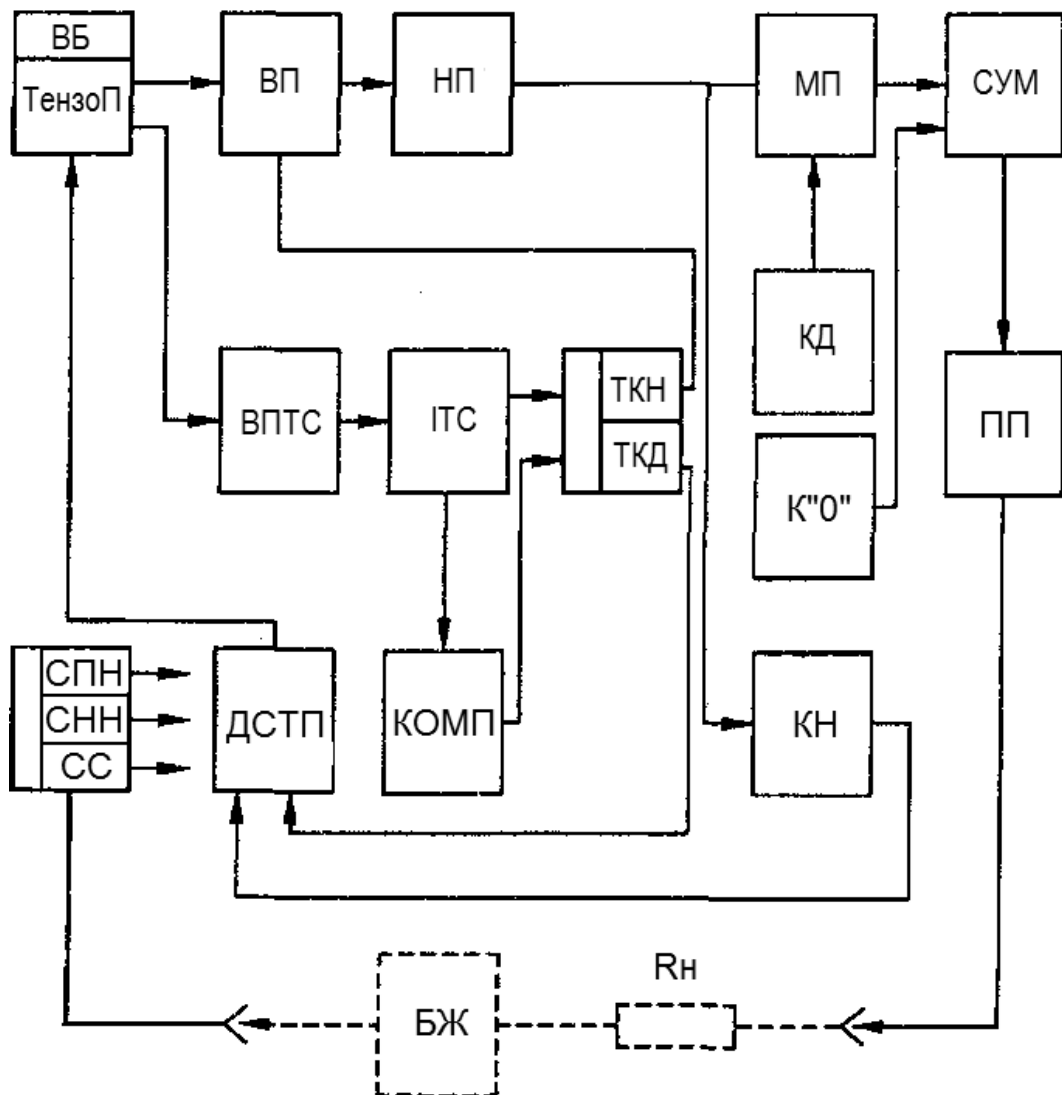 ВБ
ТензоП
ВП
НП
МП
СУМ
КД
ВПТС
ІТС
ТКН
ТКД
ПП
К"0"
СПН
СНН
СС
ДСТП
КОМП
КН
Rн
БЖ